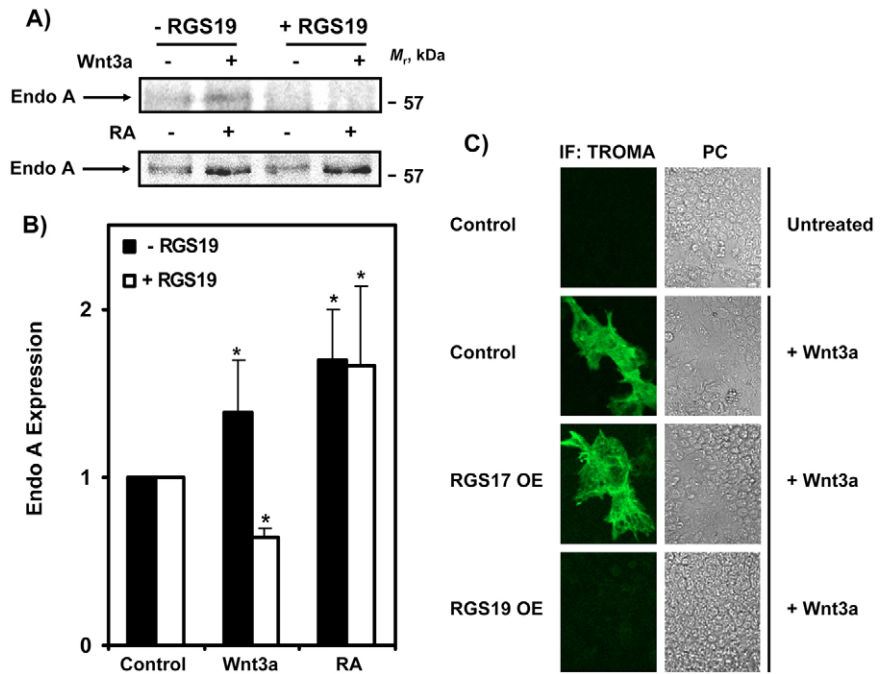 A)
- RGS19 + RGS19
Wnt3a - + - + Mr, kDa
Endo A - 57
RA - + - +
Endo A - 57
B)
- RGS19
+ RGS19
Endo A Expression
2
1
0
* * * *
Control Wnt3a RA
C)
IF: TROMA PC
Control Untreated
Control + Wnt3a
RGS17 OE + Wnt3a
RGS19 OE + Wnt3a